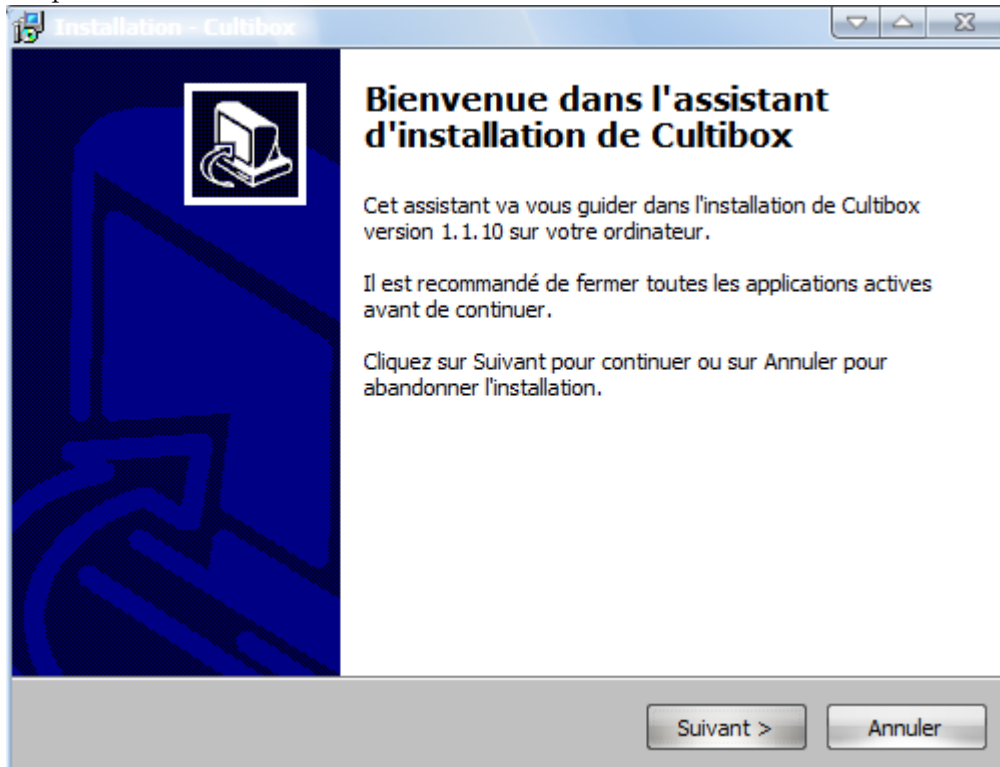 Installation - Cultibox
Bienvenue dans l'assistant
d'installation de Cultibox
Cet assistant va vous guider dans l'installation de Cultibox
version 1.1.10 sur votre ordinateur.
Il est recommandé de fermer toutes les applications actives
avant de continuer.
Cliquez sur Suivant pour continuer ou sur Annuler pour
abandonner l'installation.
Suivant >
Annuler